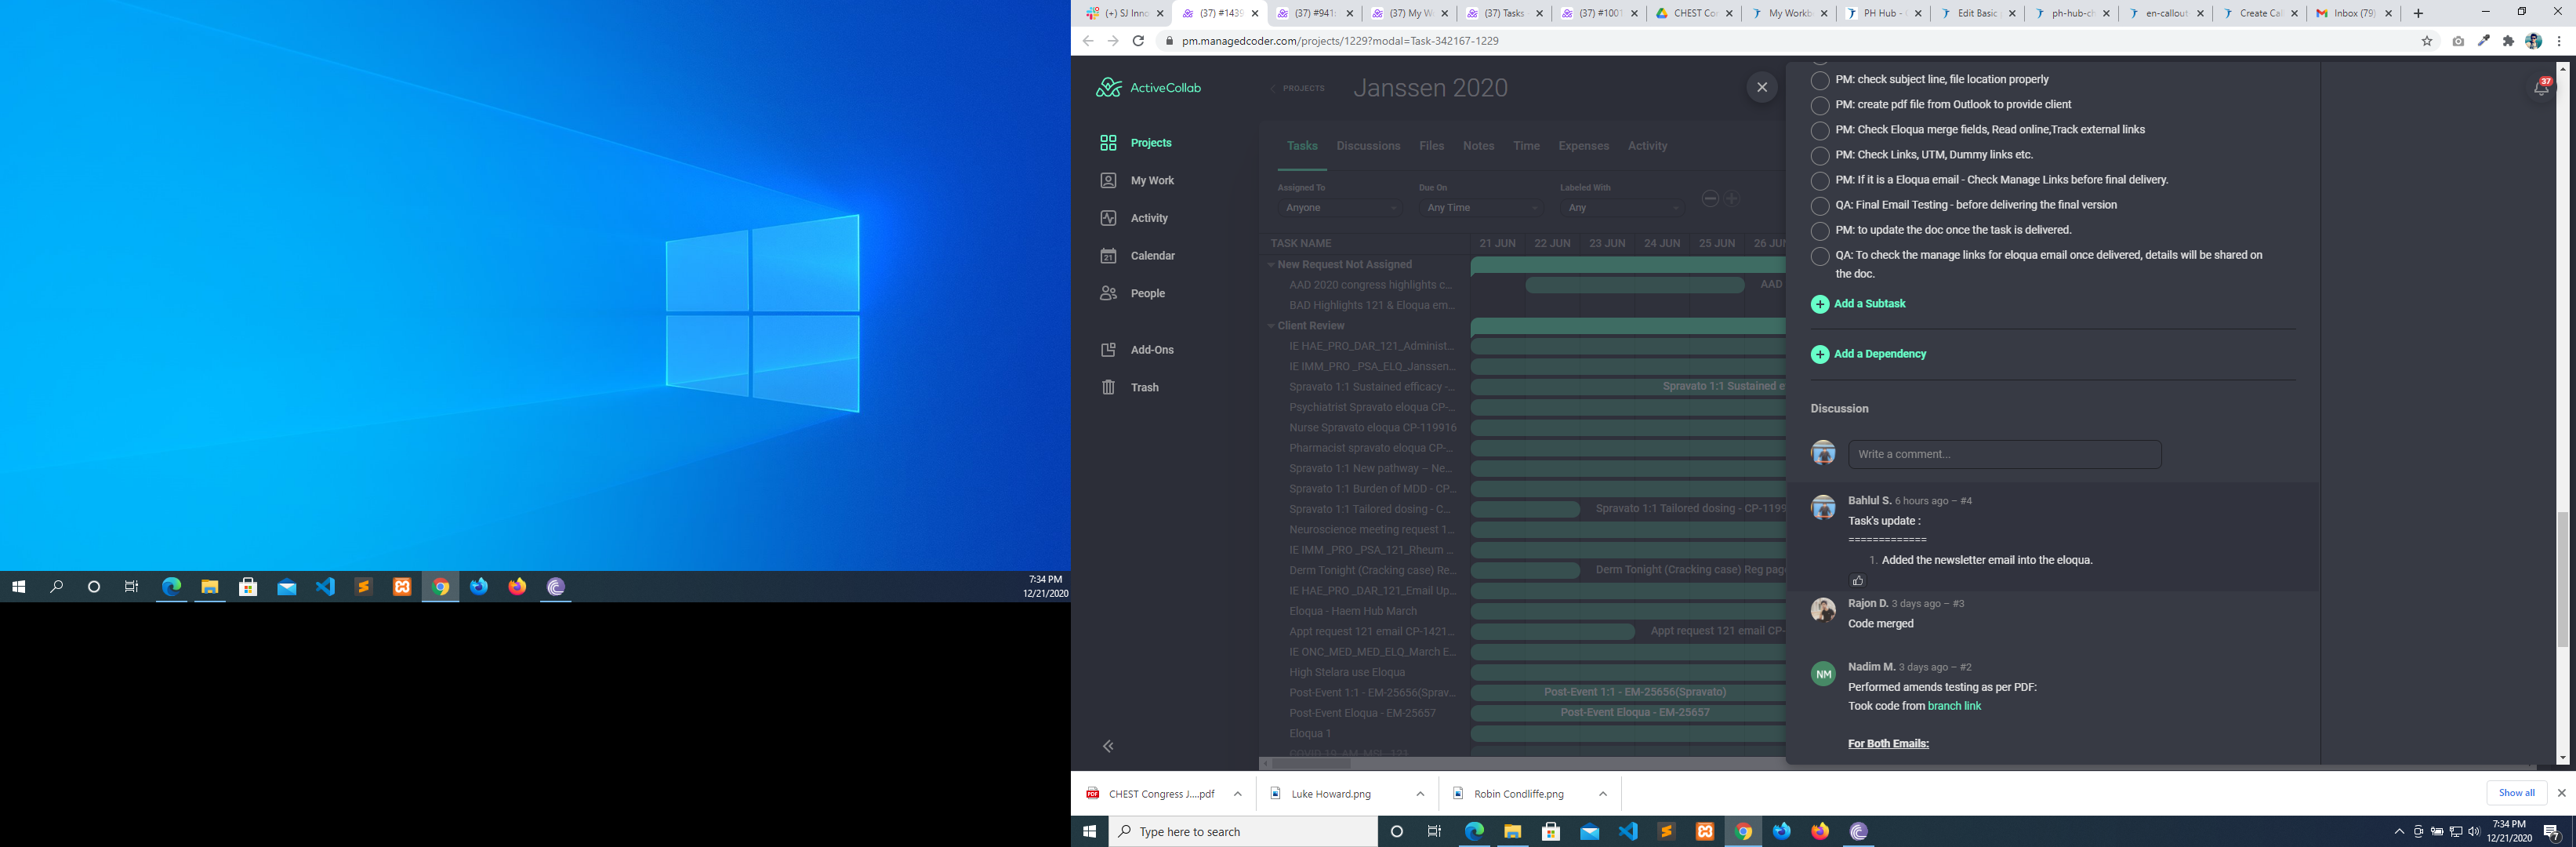 7:34 PM
12/21/2020
(+) SJ Inno
(37) #1439
(37) #941:
(37) My W
(37) Tasks
(37) #1001
CHEST Co
My Workb
PH Hub -
Edit Basic
ph-hub-ch
en-callout
Create Cal
Inbox (79)
pm.managedcoder.com/projects/1229?modal=Task-342167-1229
ActiveCollab
Projects
My Work
Activity
Calendar
21
People
Add-Ons
Trash
PROJECTS
Janssen 2020
Tasks
Discussions
Files
Notes
Time
Expenses
Activity
Assigned To
Due On
Labeled With
Anyone
Any Time
Any
TASK NAME
21 JUN
22 JUN
23 JUN
24 JUN
25 JUN
26 JUN
New Request Not Assigned
AAD 2020 congress highlights c...
AAD
BAD Highlights 121 & Eloqua em...
Client Review
IE HAE_PRO_DAR_121_Administ...
IE IMM_PRO _PSA_ELQ_Janssen...
Spravato 1:1 Sustained efficacy -...
Spravato 1:1 Sustained e
Psychiatrist Spravato eloqua CP-...
Nurse Spravato eloqua CP-119916
Pharmacist spravato eloqua CP-...
Spravato 1:1 New pathway – Ne...
Spravato 1:1 Burden of MDD - CP...
Spravato 1:1 Tailored dosing - C...
Spravato 1:1 Tailored dosing - CP-1199
Neuroscience meeting request 1...
IE IMM _PRO _PSA_121_Rheum ...
Derm Tonight (Cracking case) Re...
Derm Tonight (Cracking case) Reg page
IE HAE_PRO _DAR_121_Email Up...
Eloqua - Haem Hub March
Appt request 121 email CP-1421...
Appt request 121 email CP-
IE ONC_MED_MED_ELQ_March E...
High Stelara use Eloqua
Post-Event 1:1 - EM-25656(Sprav...
Post-Event 1:1 - EM-25656(Spravato)
Post-Event Eloqua - EM-25657
Post-Event Eloqua - EM-25657
Eloqua 1
COVID-19_AM_MSL_121
37
PM: check subject line, file location properly
PM: create pdf file from Outlook to provide client
PM: Check Eloqua merge fields, Read online,Track external links
PM: Check Links, UTM, Dummy links etc.
PM: If it is a Eloqua email - Check Manage Links before final delivery.
QA: Final Email Testing - before delivering the final version
PM: to update the doc once the task is delivered.
QA: To check the manage links for eloqua email once delivered, details will be shared on
the doc.
Add a Subtask
Add a Dependency
Discussion
Write a comment...
Bahlul S. 6 hours ago – #4
Task's update :
=============
1. Added the newsletter email into the eloqua.
Rajon D. 3 days ago – #3
Code merged
NM
Nadim M. 3 days ago – #2
Performed amends testing as per PDF:
Took code from branch link
For Both Emails:
CHEST Congress J....pdf
Luke Howard.png
Robin Condliffe.png
Show all
Type here to search
7:34 PM
12/21/2020
7